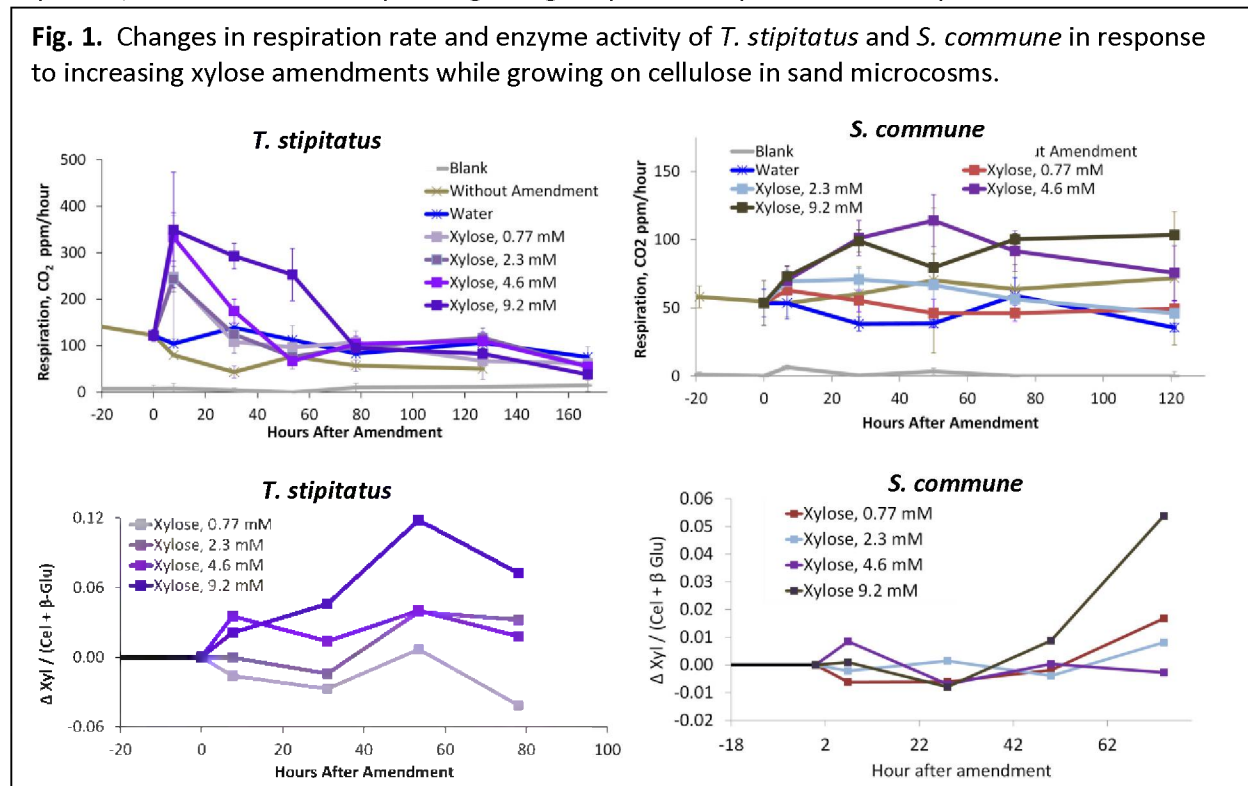 Fig. 1. Changes in respiration rate and enzyme activity of T. stipitatus and S. commune in response
to increasing xylose amendments while growing on cellulose in sand microcosms.
T. stipitatus
500
400
300
200
100
0
-20 0 20 40 60 80 100 120 140 160
Respiration, CO₂ ppm/hour
Hours After Amendment
Blank
Without Amendment
Water
Xylose, 0.77 mM
Xylose, 2.3 mM
Xylose, 4.6 mM
Xylose, 9.2 mM
S. commune
150
100
50
0
-20 0 20 40 60 80 100 120
Respiration, CO2 ppm/hour
Hours After Amendment
Blank
ut Amendment
Water
Xylose, 0.77 mM
Xylose, 2.3 mM
Xylose, 4.6 mM
Xylose, 9.2 mM
T. stipitatus
0.12
0.06
0.00
-0.06
-20 0 20 40 60 80 100
Δ Xyl / (Cel + β-Glu)
Hours After Amendment
Xylose, 0.77 mM
Xylose, 2.3 mM
Xylose, 4.6 mM
Xylose, 9.2 mM
S. commune
0.06
0.05
0.04
0.03
0.02
0.01
0.00
-0.01
-0.02
-18 2 22 42 62
Δ Xyl / (Cel + β Glu)
Hour after amendment
Xylose, 0.77 mM
Xylose, 2.3 mM
Xylose, 4.6 mM
Xylose 9.2 mM